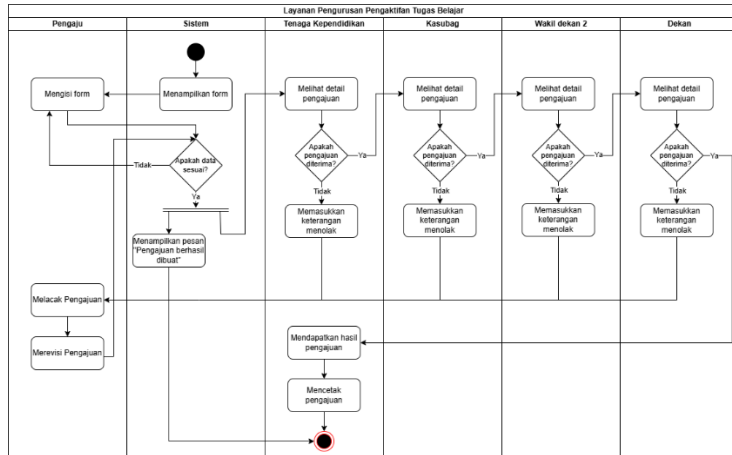 Layanan Pengurusan Pengaktifan Tugas Belajar
Pengaju
Sistem
Tenaga Kependidikan
Kasubag
Wakil dekan 2
Dekan
Mengisi form
Menampilkan form
Melihat detail
pengajuan
Melihat detail
pengajuan
Melihat detail
pengajuan
Melihat detail
pengajuan
Tidak
Apakah data
sesuai?
Ya
Apakah
pengajuan
diterima?
Ya
Tidak
Apakah
pengajuan
diterima?
Ya
Tidak
Apakah
pengajuan
diterima?
Ya
Tidak
Apakah
pengajuan
diterima?
Ya
Tidak
Menampilkan pesan
"Pengajuan berhasil
dibuat"
Memasukkan
keterangan
menolak
Memasukkan
keterangan
menolak
Memasukkan
keterangan
menolak
Memasukkan
keterangan
menolak
Melacak Pengajuan
Merevisi Pengajuan
Mendapatkan hasil
pengajuan
Mencetak
pengajuan